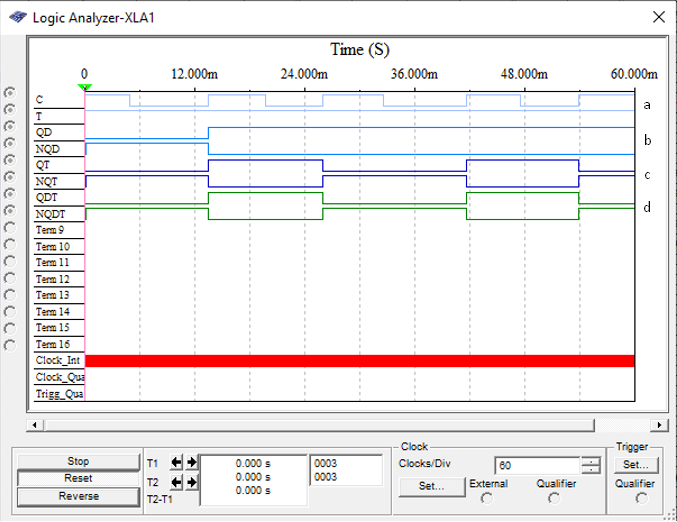 Logic Analyzer-XLA1
Time (S)
0 12.000m 24.000m 36.000m 48.000m 60.000m
C a
T
QD b
NQD
QT c
NQT
QDT d
NQDT
Term 9
Term 10
Term 11
Term 12
Term 13
Term 14
Term 15
Term 16
Clock_Int
Clock_Qua
Trigg_Qua
Stop
Reset
Reverse
T1 0.000 s 0003
T2 0.000 s 0003
T2-T1 0.000 s
Clock
Clocks/Div 60
Set... External Qualifier
Trigger
Set...
Qualifier